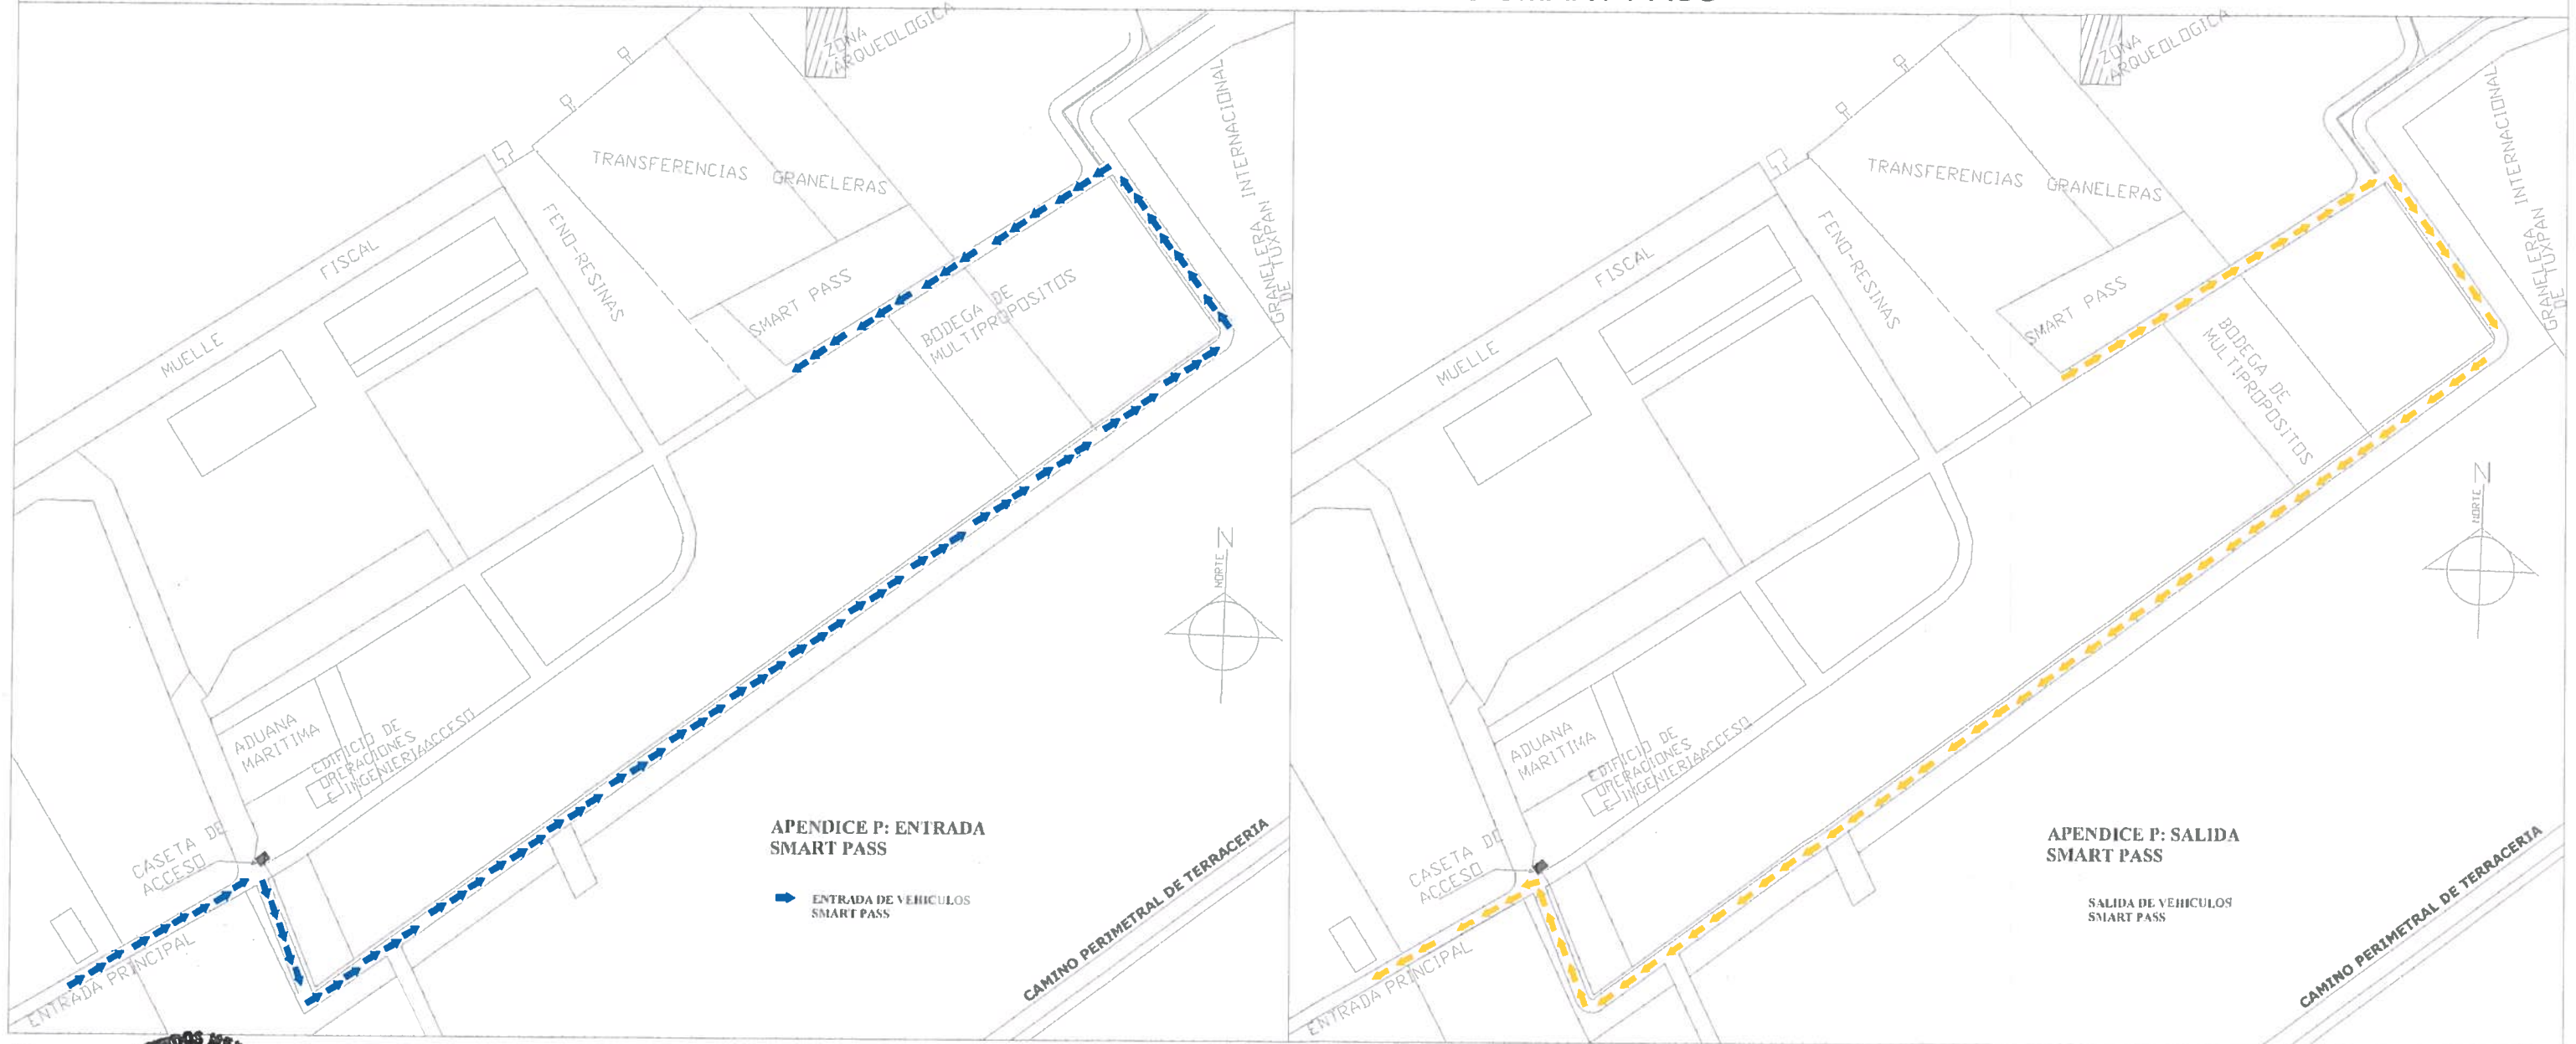 ZONA
ARQUEOLOGICA
TRANSFERENCIAS GRANELERAS
GRANELERA INTERNACIONAL
DE TUXPAN
FENO-RESINAS
MUELLE FISCAL
SMART PASS
BODEGA DE
MULTIPROPOSITOS
NORTE N
ADUANA
MARITIMA
EDIFICIO DE
OPERACIONES
E INGENIERIA
ACCESO
CASETA DE
ACCESO
ENTRADA PRINCIPAL
APENDICE P: ENTRADA
SMART PASS
ENTRADA DE VEHICULOS
SMART PASS
CAMINO PERIMETRAL DE TERRACERIA
ZONA
ARQUEOLOGICA
TRANSFERENCIAS GRANELERAS
GRANELERA INTERNACIONAL
DE TUXPAN
FENO-RESINAS
MUELLE FISCAL
SMART PASS
BODEGA DE
MULTIPROPOSITOS
NORTE N
ADUANA
MARITIMA
EDIFICIO DE
OPERACIONES
E INGENIERIA
ACCESO
CASETA DE
ACCESO
ENTRADA PRINCIPAL
APENDICE P: SALIDA
SMART PASS
SALIDA DE VEHICULOS
SMART PASS
CAMINO PERIMETRAL DE TERRACERIA